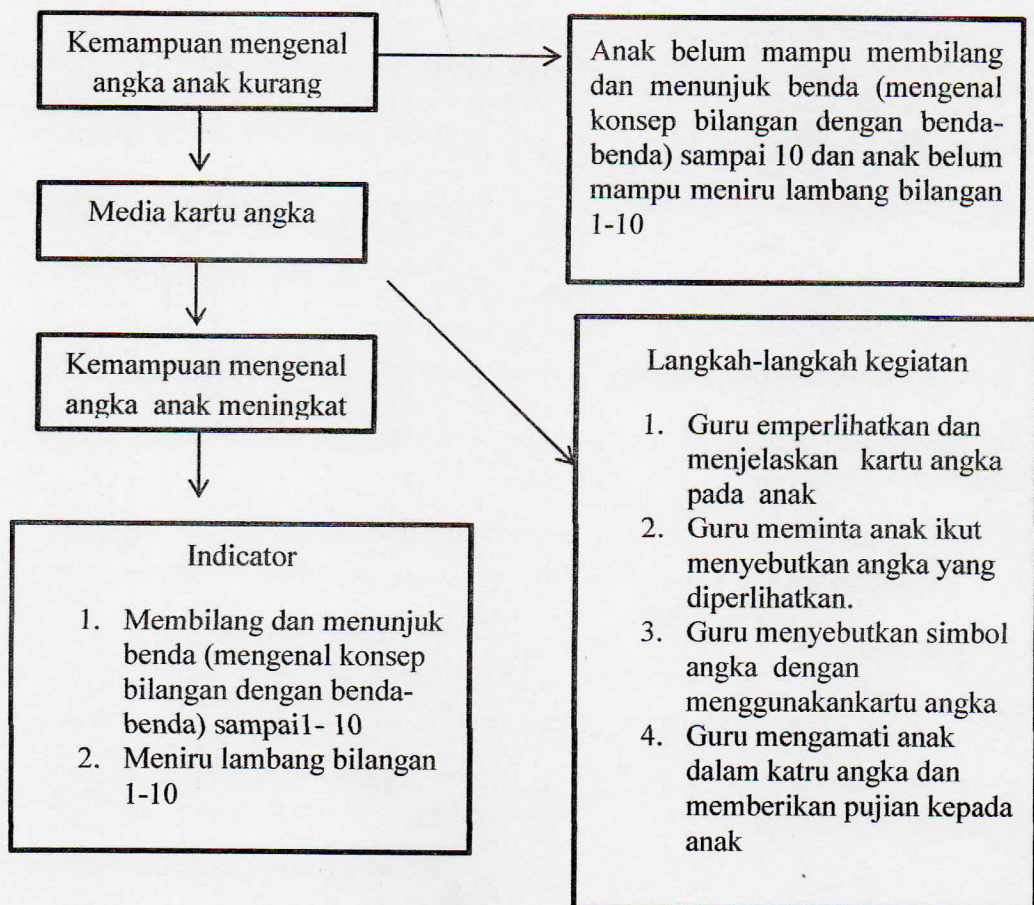 Kemampuan mengenal
angka anak kurang
Anak belum mampu membilang
dan menunjuk benda (mengenal
konsep bilangan dengan benda-
benda) sampai 10 dan anak belum
mampu meniru lambang bilangan
1-10
Media kartu angka
Kemampuan mengenal
angka anak meningkat
Indicator
1. Membilang dan menunjuk
benda (mengenal konsep
bilangan dengan benda-
benda) sampai1- 10
2. Meniru lambang bilangan
1-10
Langkah-langkah kegiatan
1. Guru emperlihatkan dan
menjelaskan kartu angka
pada anak
2. Guru meminta anak ikut
menyebutkan angka yang
diperlihatkan.
3. Guru menyebutkan simbol
angka dengan
menggunakankartu angka
4. Guru mengamati anak
dalam katru angka dan
memberikan pujian kepada
anak